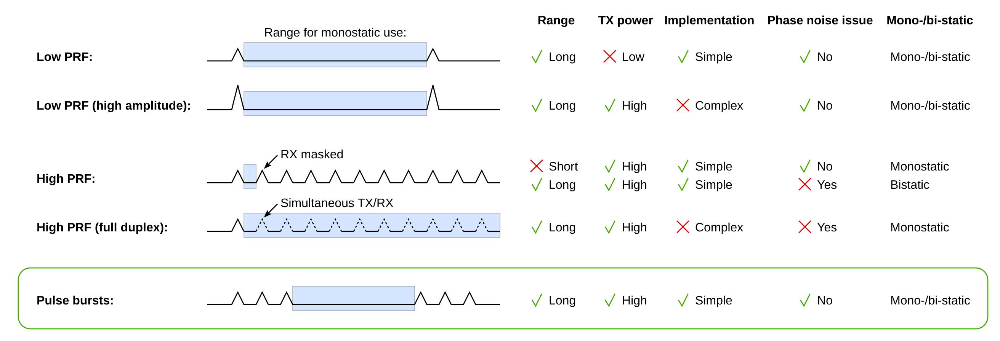 Range TX power Implementation Phase noise issue Mono-/bi-static
Range for monostatic use:
Low PRF: Long Low Simple No Mono-/bi-static
Low PRF (high amplitude): Long High Complex No Mono-/bi-static
RX masked
High PRF: Short High Simple No Monostatic
Long High Simple Yes Bistatic
Simultaneous TX/RX
High PRF (full duplex): Long High Complex Yes Monostatic
Pulse bursts: Long High Simple No Mono-/bi-static